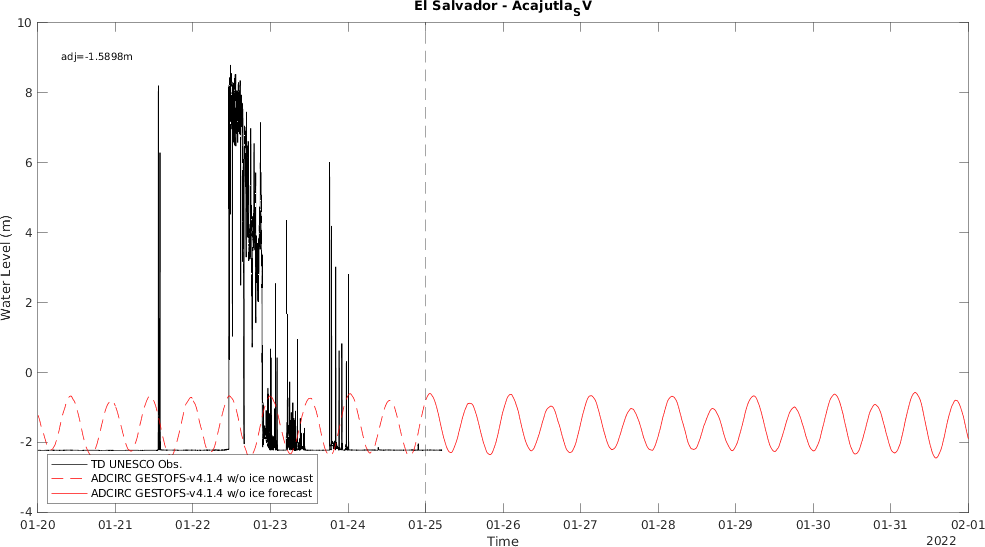 El Salvador - AcajutlaSV
10
adj=-1.5898m
8
6
4
2
0
-2
-4
Water Level (m)
TD UNESCO Obs.
ADCIRC GESTOFS-v4.1.4 w/o ice nowcast
ADCIRC GESTOFS-v4.1.4 w/o ice forecast
01-20 01-21 01-22 01-23 01-24 01-25 01-26 01-27 01-28 01-29 01-30 01-31 02-01
Time
2022